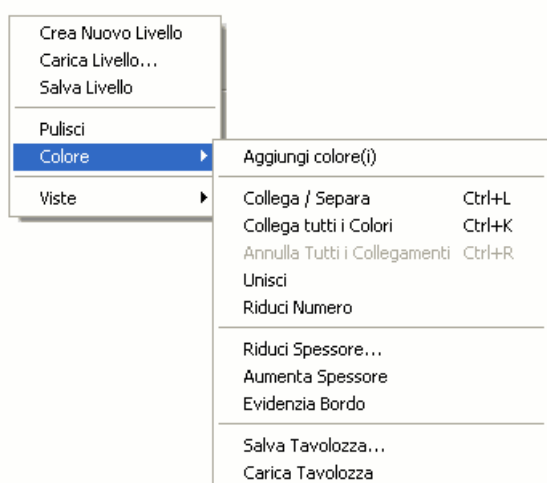 Crea Nuovo Livello
Carica Livello...
Salva Livello
Pulisci
Colore
Viste
Aggiungi colore(i)
Collega / Separa Ctrl+L
Collega tutti i Colori Ctrl+K
Annulla Tutti i Collegamenti Ctrl+R
Unisci
Riduci Numero
Riduci Spessore...
Aumenta Spessore
Evidenzia Bordo
Salva Tavolozza...
Carica Tavolozza